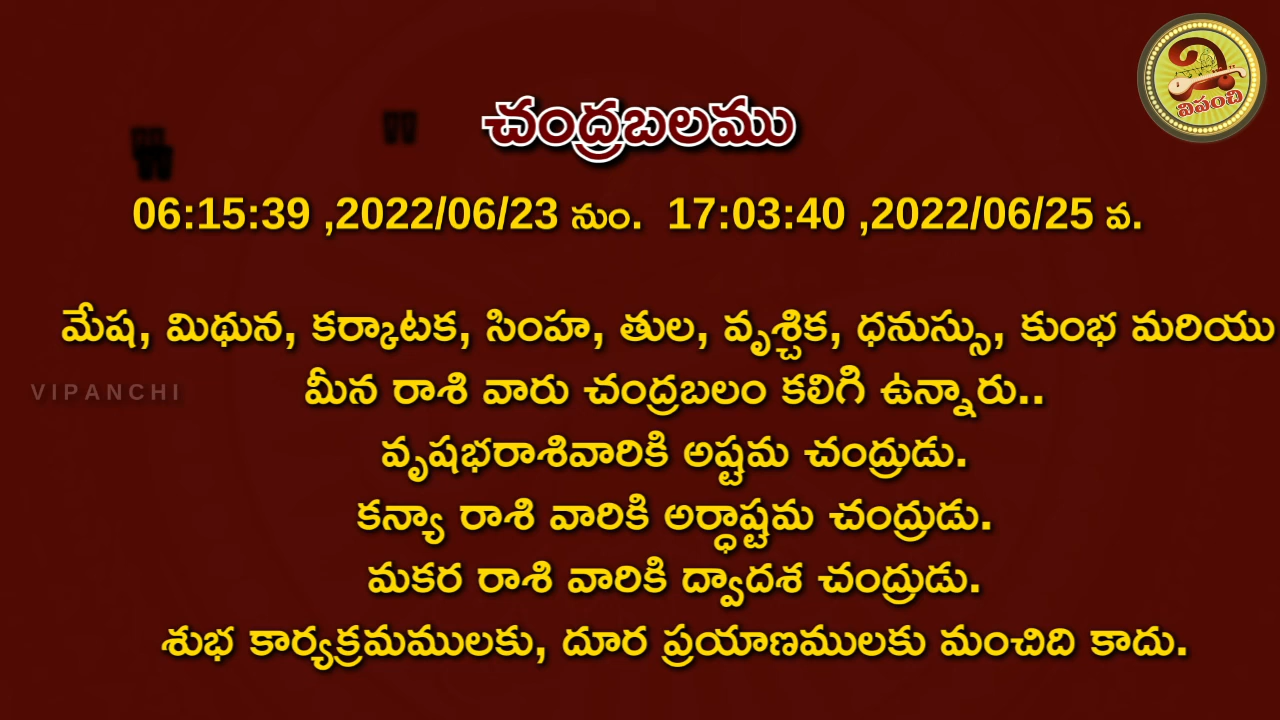 విపంచి
చంద్రబలము
06:15:39 ,2022/06/23 నుం. 17:03:40 ,2022/06/25 వ.
మేష, మిథున, కర్కాటక, సింహ, తుల, వృశ్చిక, ధనుస్సు, కుంభ మరియు
మీన రాశి వారు చంద్రబలం కలిగి ఉన్నారు..
VIPANCHI
వృషభరాశివారికి అష్టమ చంద్రుడు.
కన్యా రాశి వారికి అర్ధాష్టమ చంద్రుడు.
మకర రాశి వారికి ద్వాదశ చంద్రుడు.
శుభ కార్యక్రమములకు, దూర ప్రయాణములకు మంచిది కాదు.